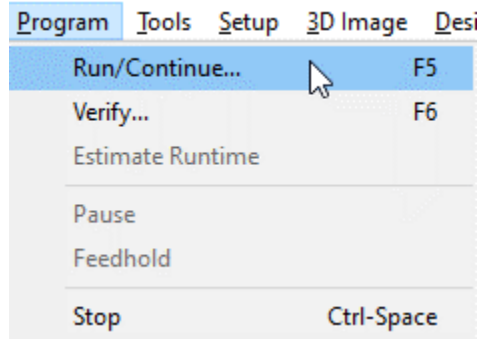 Program Tools Setup 3D Image Desi
Run/Continue... F5
Verify... F6
Estimate Runtime
Pause
Feedhold
Stop Ctrl-Space